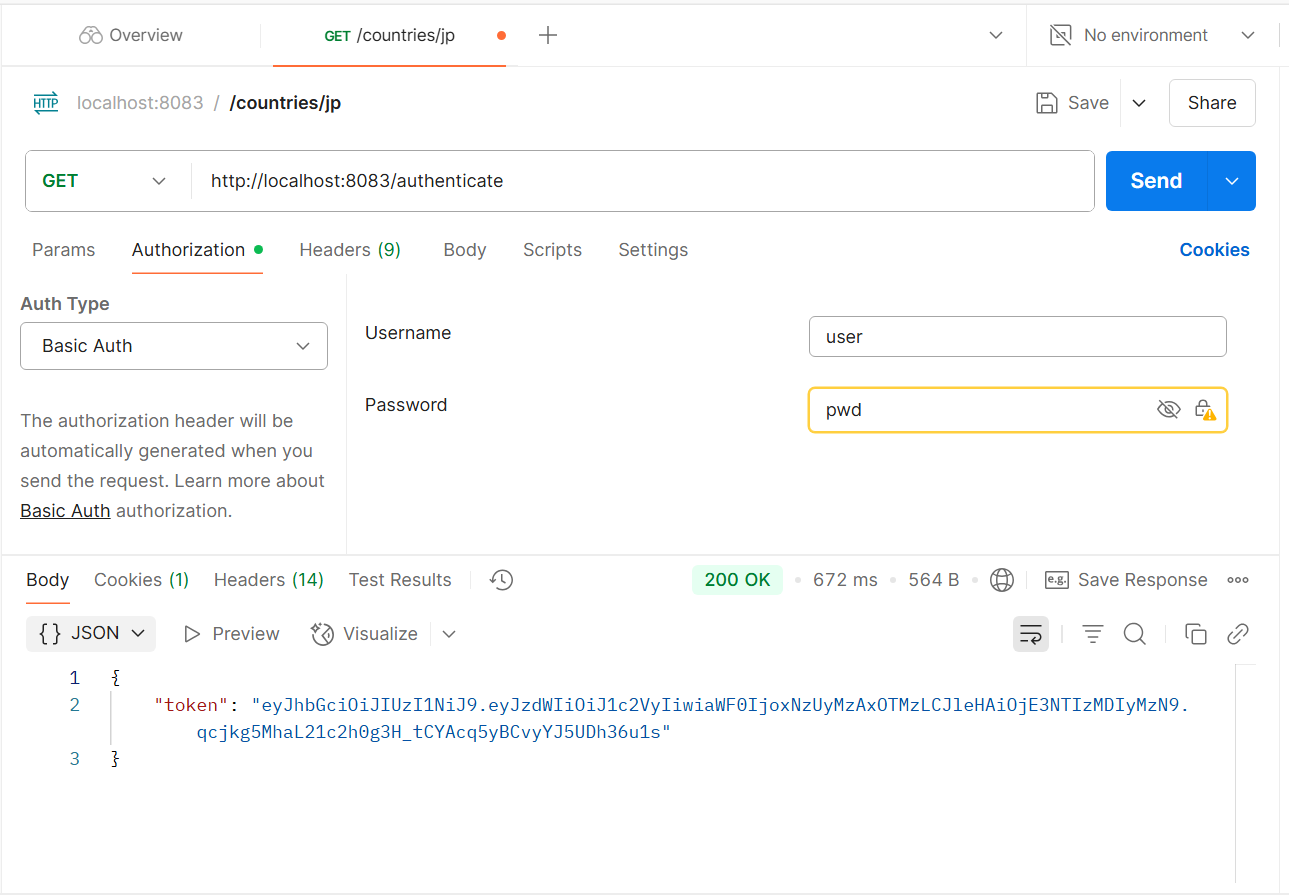 Overview
GET /countries/jp
No environment
HTTP localhost:8083 / /countries/jp
Save
Share
GET http://localhost:8083/authenticate
Send
Params Authorization Headers (9) Body Scripts Settings Cookies
Auth Type
Basic Auth
The authorization header will be
automatically generated when you
send the request. Learn more about
Basic Auth authorization.
Username user
Password pwd
Body Cookies (1) Headers (14) Test Results 200 OK 672 ms 564 B e.g. Save Response
{} JSON Preview Visualize
1 {
2 "token": "eyJhbGciOiJIUzI1NiJ9.eyJzdWIiOiJ1c2VyIiwiaWF0IjoxNzUyMzAxOTMzLCJleHAiOjE3NTIzMDIyMzN9.
qcjkg5MhaL21c2h0g3H_tCYAcq5yBCvyYJ5UDh36u1s"
3 }